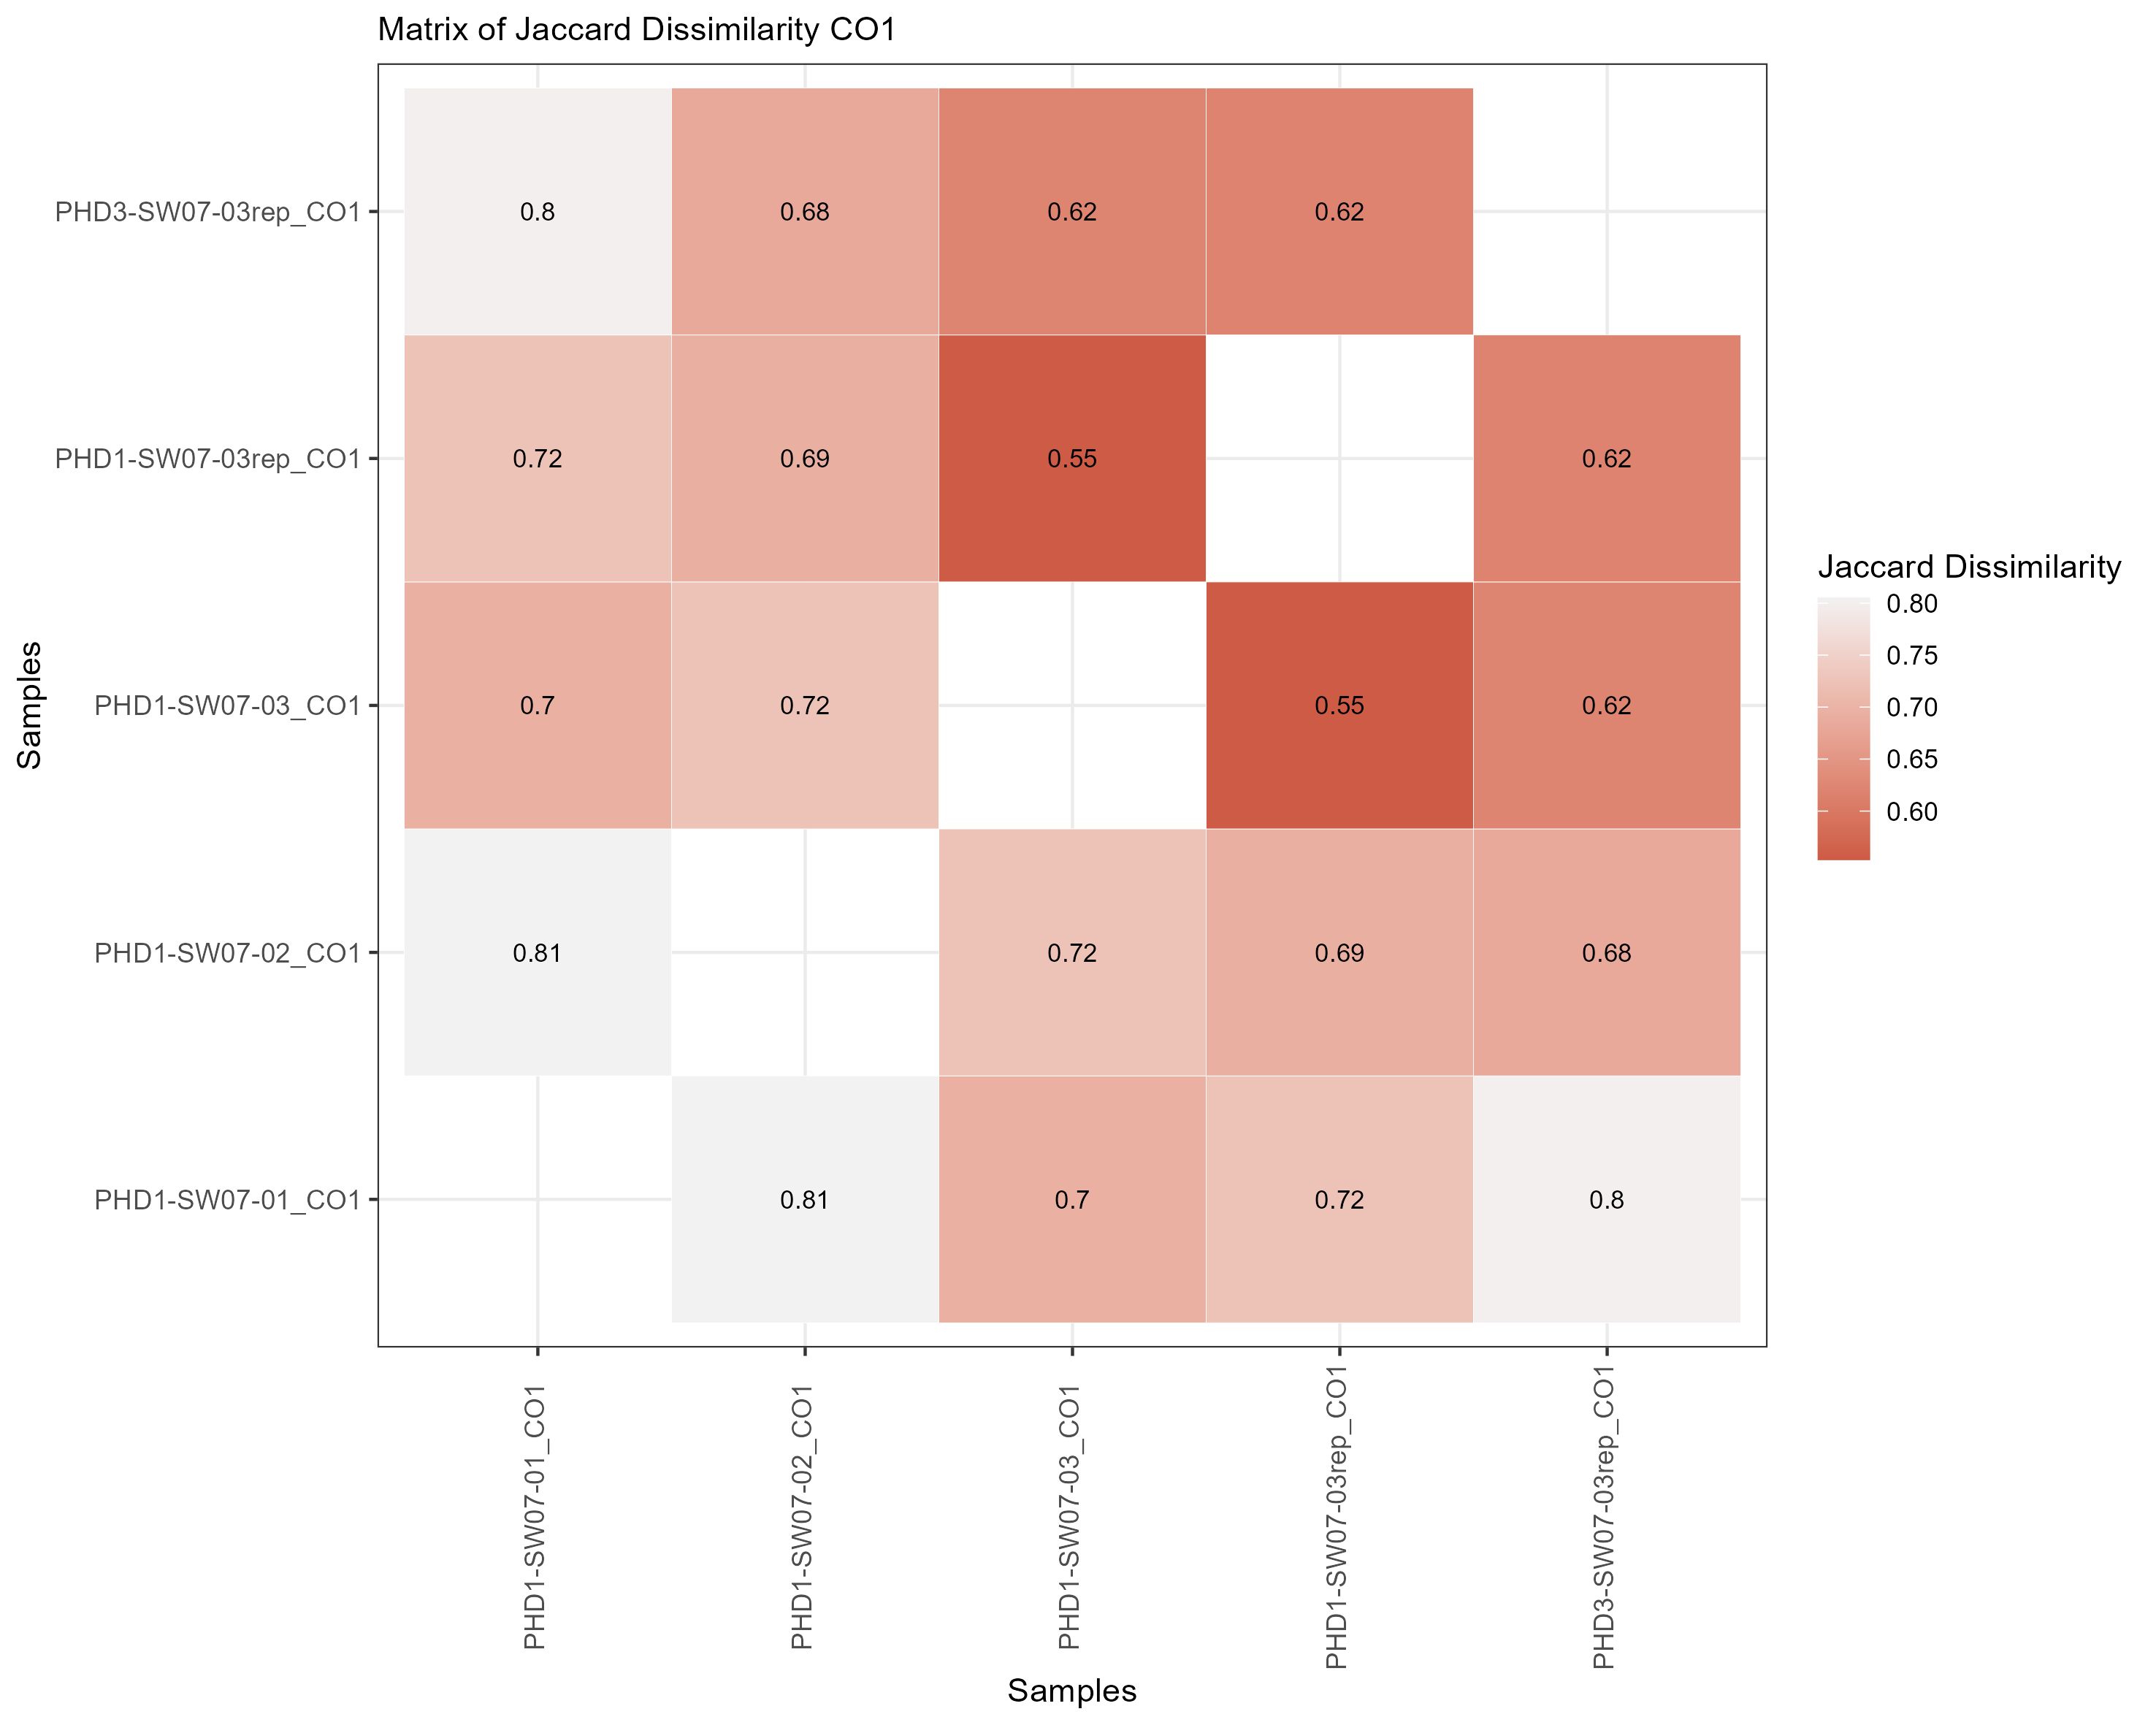 Matrix of Jaccard Dissimilarity CO1
Samples
PHD3-SW07-03rep_CO1
0.8 0.68 0.62 0.62
PHD1-SW07-03rep_CO1
0.72 0.69 0.55 0.62
PHD1-SW07-03_CO1
0.7 0.72 0.55 0.62
PHD1-SW07-02_CO1
0.81 0.72 0.69 0.68
PHD1-SW07-01_CO1
0.81 0.7 0.72 0.8
PHD1-SW07-01_CO1
PHD1-SW07-02_CO1
PHD1-SW07-03_CO1
PHD1-SW07-03rep_CO1
PHD3-SW07-03rep_CO1
Samples
Jaccard Dissimilarity
0.80
0.75
0.70
0.65
0.60